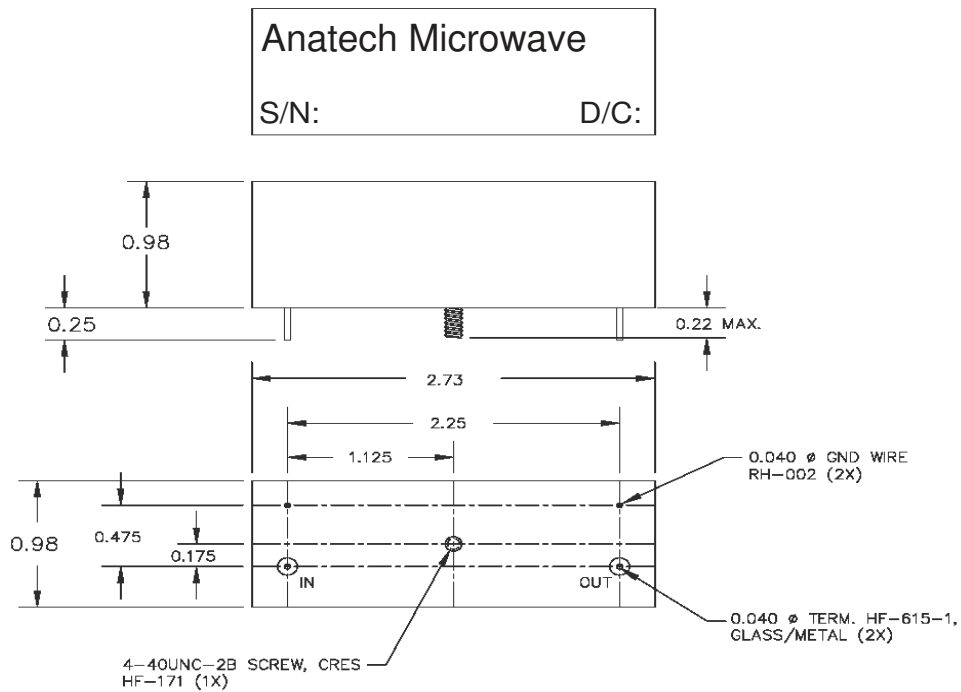 Anatech Microwave
S/N: D/C:
0.98
0.25
0.22 MAX.
2.73
2.25
1.125
0.040 ø GND WIRE
RH-002 (2X)
0.475
0.98
0.175
IN
OUT
0.040 ø TERM. HF-615-1,
GLASS/METAL (2X)
4-40UNC-2B SCREW, CRES
HF-171 (1X)